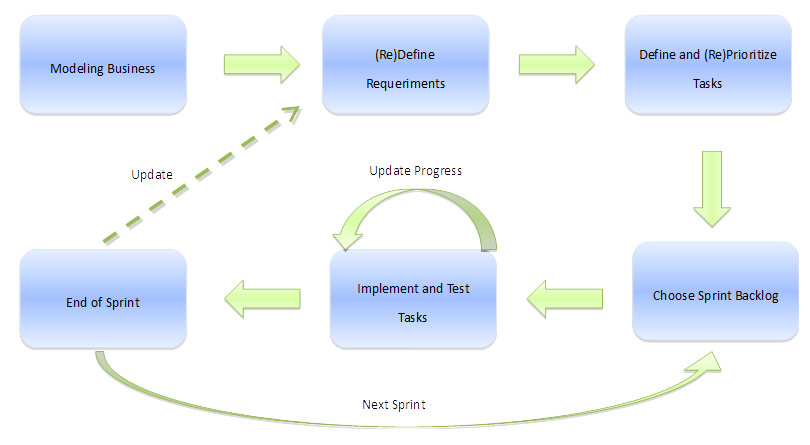 Modeling Business
(Re)Define
Requeriments
Define and (Re)Prioritize
Tasks
Update
Update Progress
End of Sprint
Implement and Test
Tasks
Choose Sprint Backlog
Next Sprint